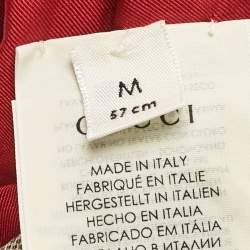 M
57 cm
GUCCI
MADE IN ITALY
FABRIQUÉ EN ITALIE
HERGESTELLT IN ITALIEN
HECHO EN ITALIA
FABRICADO EM ITÁLIA
СДЕЛАНО В ИТАЛИИ